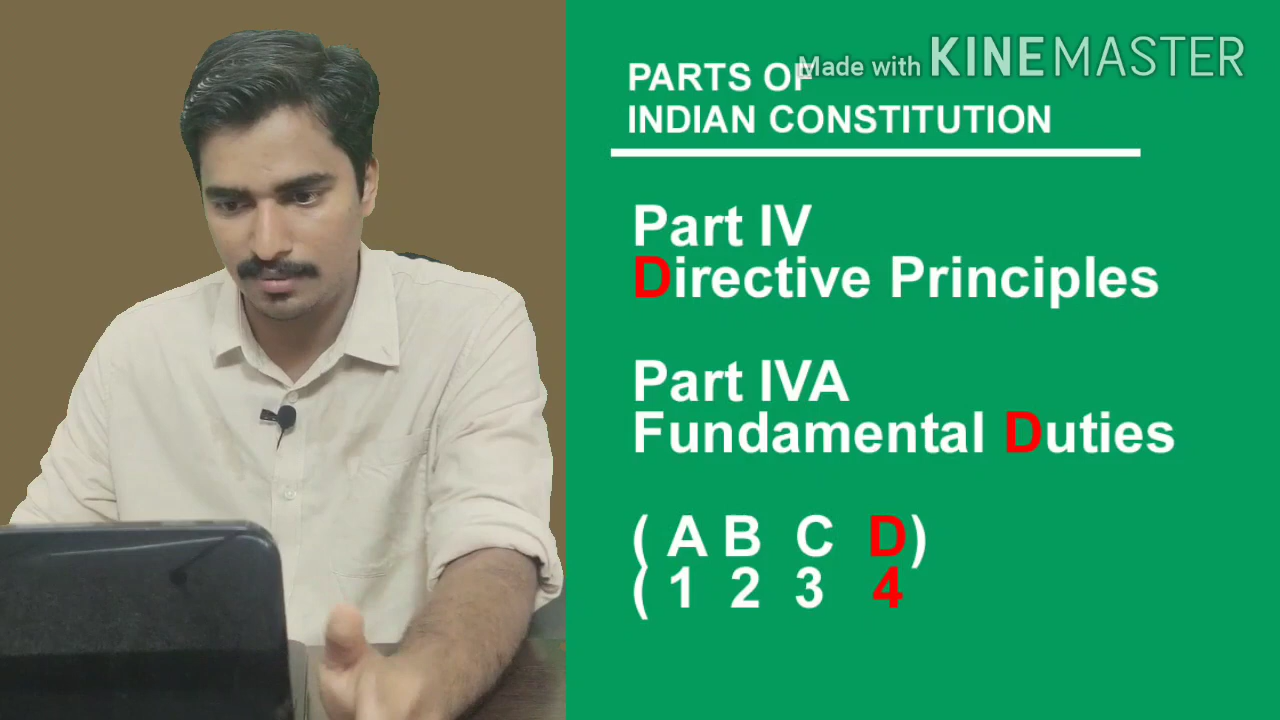 PARTS OF
INDIAN CONSTITUTION
Made with KINEMASTER
Part IV
Directive Principles
Part IVA
Fundamental Duties
( A B C D)
( 1 2 3 4